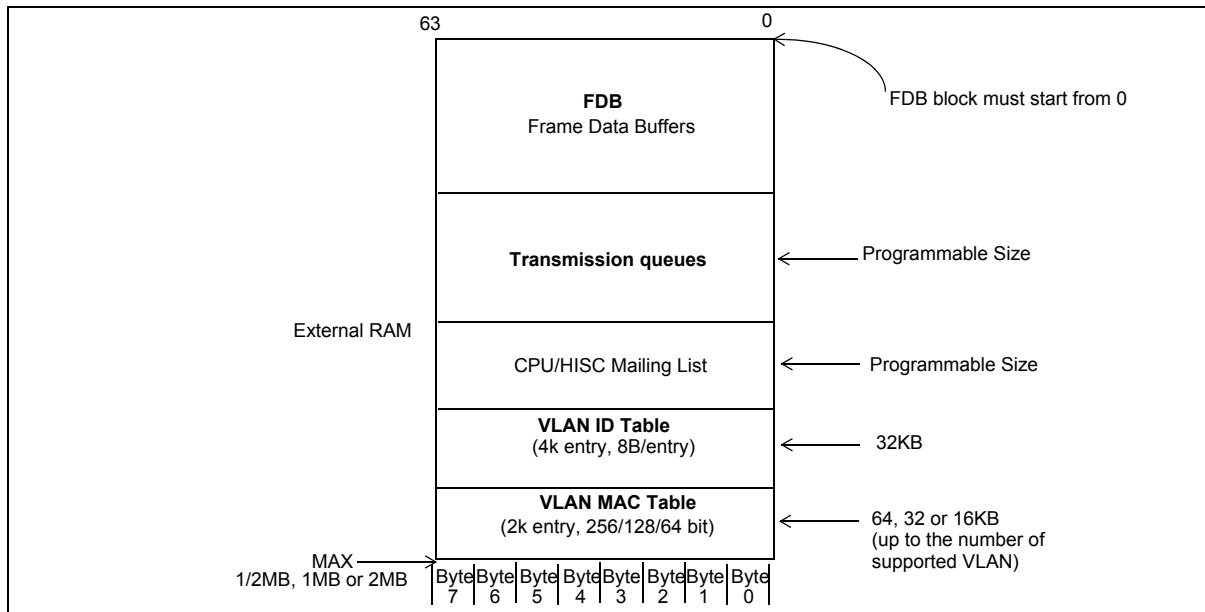 63
0
FDB
Frame Data Buffers
FDB block must start from 0
Transmission queues
Programmable Size
External RAM
CPU/HISC Mailing List
Programmable Size
VLAN ID Table
(4k entry, 8B/entry)
32KB
VLAN MAC Table
(2k entry, 256/128/64 bit)
64, 32 or 16KB
(up to the number of
supported VLAN)
MAX
1/2MB, 1MB or 2MB
Byte Byte Byte Byte Byte Byte Byte Byte
7 6 5 4 3 2 1 0